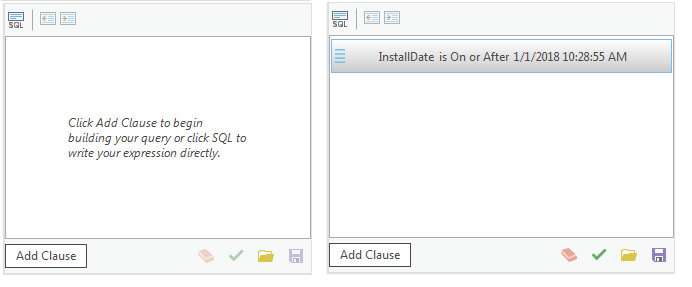 SQL
Click Add Clause to begin
building your query or click SQL to
write your expression directly.
Add Clause
SQL
InstallDate is On or After 1/1/2018 10:28:55 AM
Add Clause